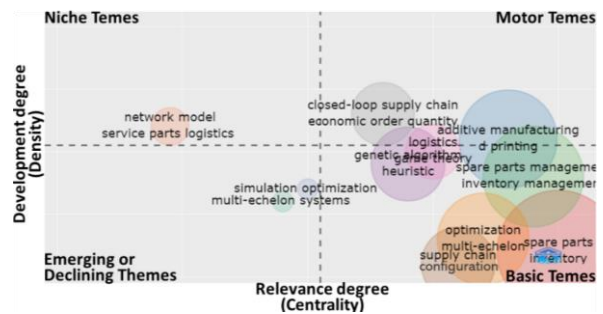 Niche Temes
Motor Temes
Development degree
(Density)
closed-loop supply chain
economic order quantity
network model
service parts logistics
additive manufacturing
d printing
logistics
genetic algorithm
game theory
heuristic
spare parts manageme
inventory managemen
simulation optimization
multi-echelon systems
optimization
multi-echelon
spare parts
inventory
supply chain
configuration
Emerging or
Declining Themes
Basic Temes
Relevance degree
(Centrality)